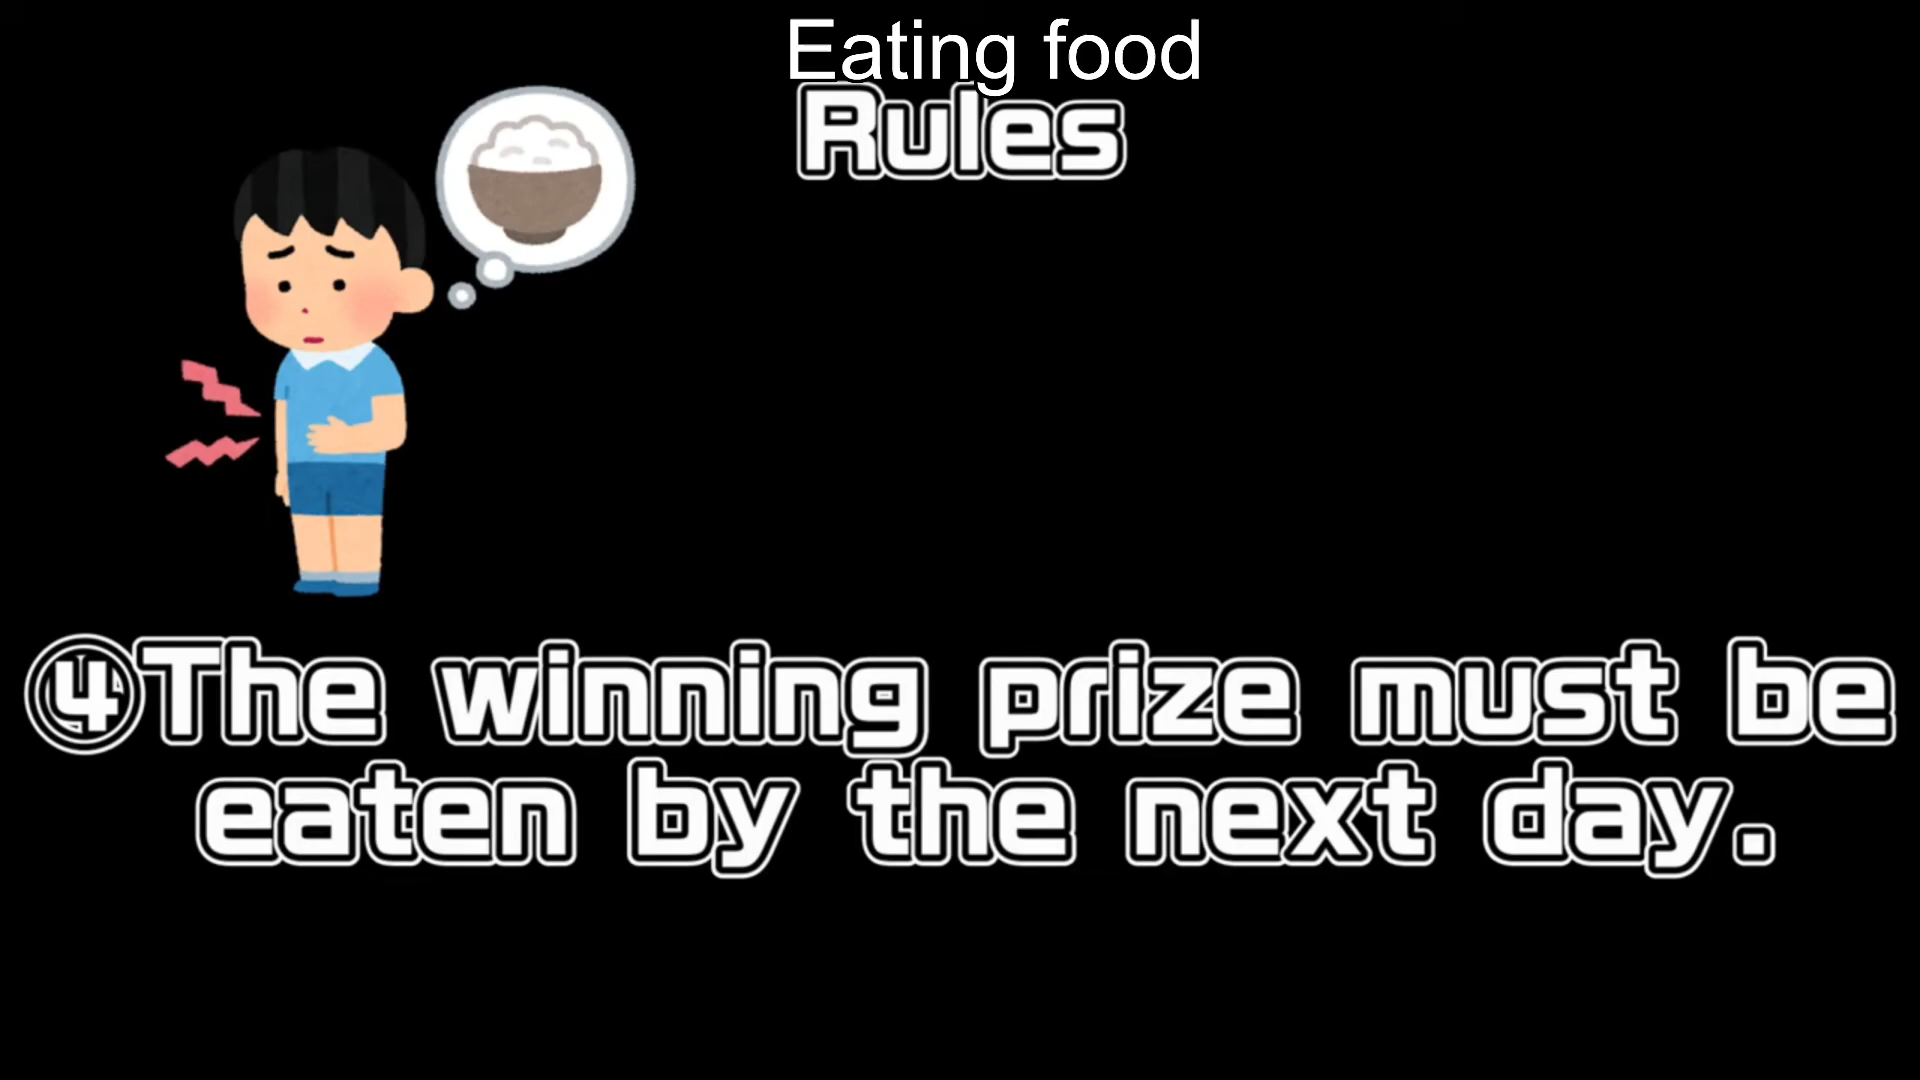 Eating food
Rules
④The winning prize must be
eaten by the next day.